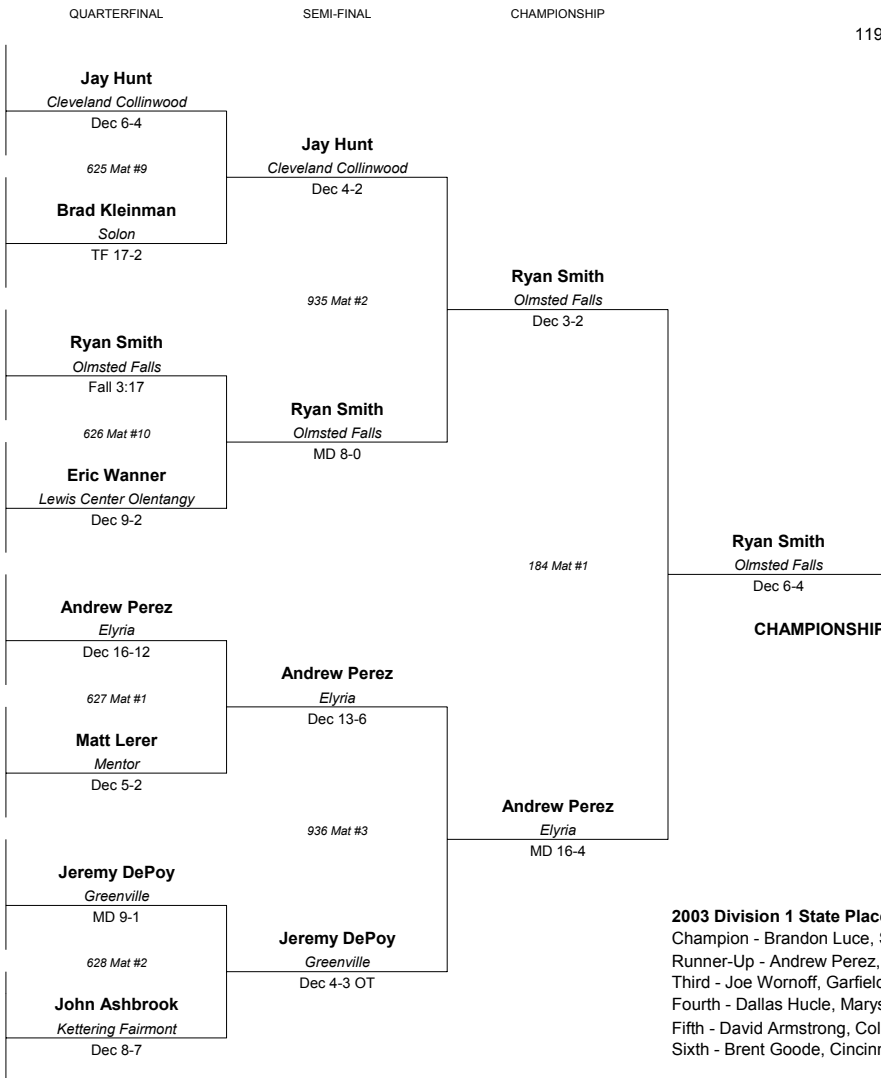 QUARTERFINAL SEMI-FINAL CHAMPIONSHIP
119
Jay Hunt
Cleveland Collinwood
Dec 6-4
625 Mat #9
Brad Kleinman
Solon
TF 17-2
Jay Hunt
Cleveland Collinwood
Dec 4-2
935 Mat #2
Ryan Smith
Olmsted Falls
Fall 3:17
626 Mat #10
Eric Wanner
Lewis Center Olentangy
Dec 9-2
Ryan Smith
Olmsted Falls
MD 8-0
Ryan Smith
Olmsted Falls
Dec 3-2
184 Mat #1
Ryan Smith
Olmsted Falls
Dec 6-4
CHAMPIONSHIP
Andrew Perez
Elyria
Dec 16-12
627 Mat #1
Matt Lerer
Mentor
Dec 5-2
Andrew Perez
Elyria
Dec 13-6
936 Mat #3
Andrew Perez
Elyria
MD 16-4
Jeremy DePoy
Greenville
MD 9-1
628 Mat #2
John Ashbrook
Kettering Fairmont
Dec 8-7
Jeremy DePoy
Greenville
Dec 4-3 OT
2003 Division 1 State Plac
Champion - Brandon Luce, S
Runner-Up - Andrew Perez,
Third - Joe Wornoff, Garfield
Fourth - Dallas Hucle, Marys
Fifth - David Armstrong, Col
Sixth - Brent Goode, Cincinn